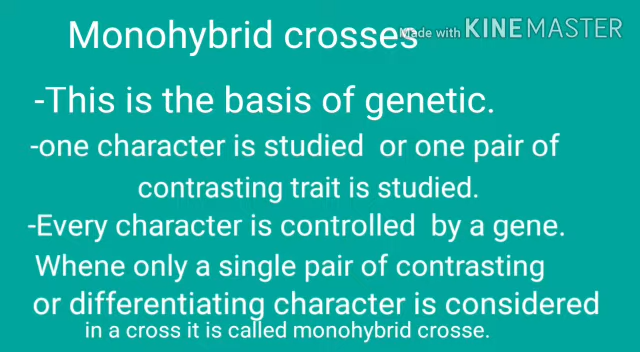 Monohybrid crosses
Made with KINEMASTER
-This is the basis of genetic.
-one character is studied or one pair of
contrasting trait is studied.
-Every character is controlled by a gene.
Whene only a single pair of contrasting
or differentiating character is considered
in a cross it is called monohybrid crosse.